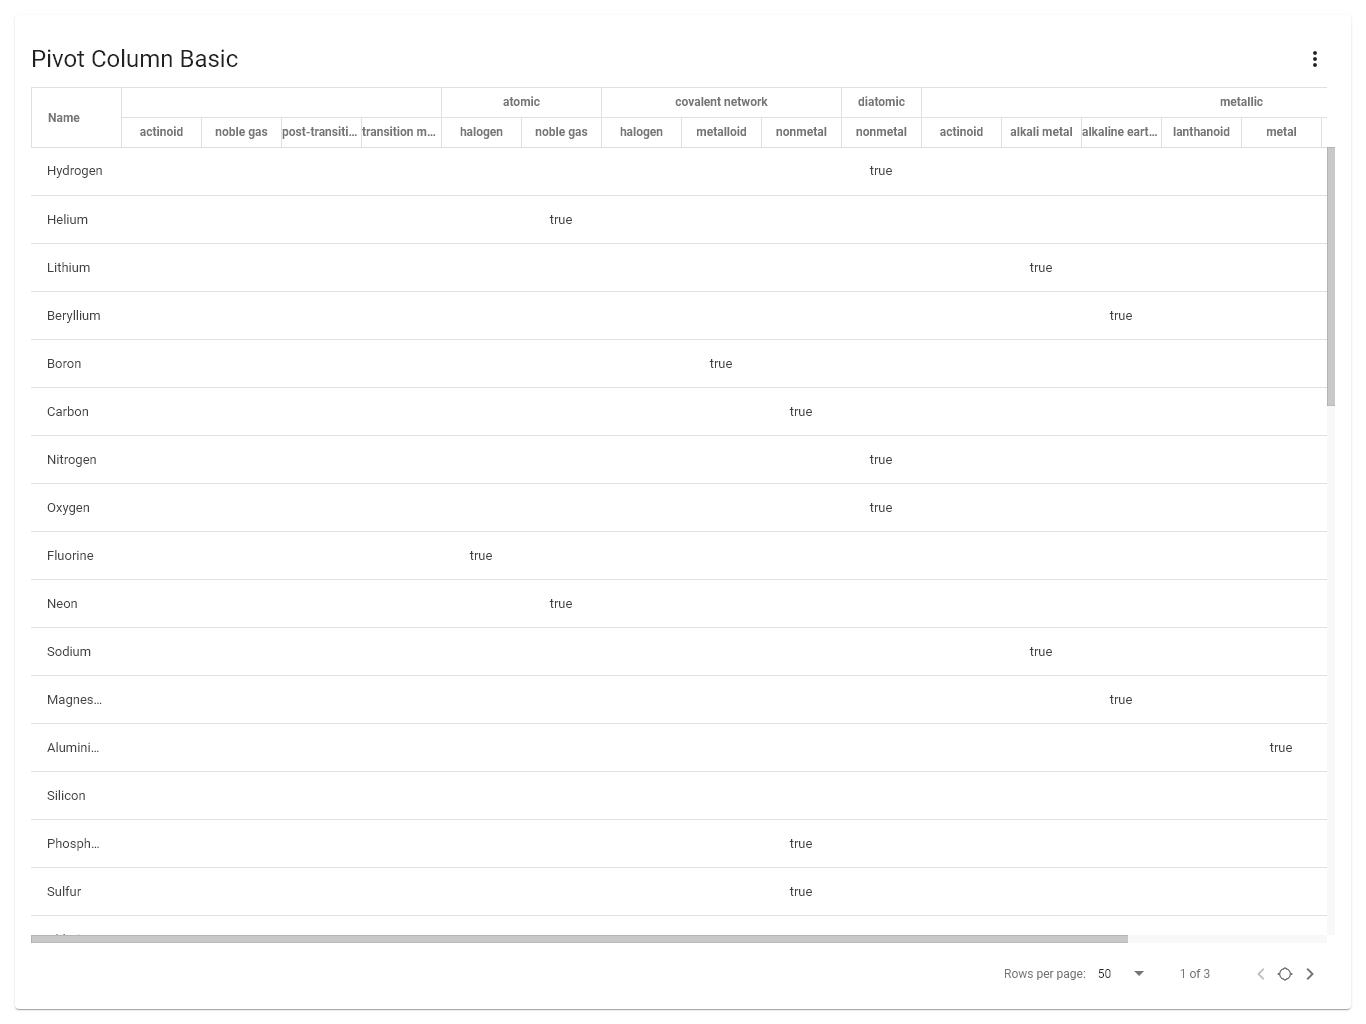 Pivot Column Basic
Name
atomic covalent network diatomic metallic
actinoid noble gas post-transiti... transition m... halogen noble gas halogen metalloid nonmetal nonmetal actinoid alkali metal alkaline eart... lanthanoid metal
Hydrogen true
Helium true
Lithium true
Beryllium true
Boron true
Carbon true
Nitrogen true
Oxygen true
Fluorine true
Neon true
Sodium true
Magnes... true
Alumini... true
Silicon
Phosph... true
Sulfur true
Rows per page: 50 1 of 3